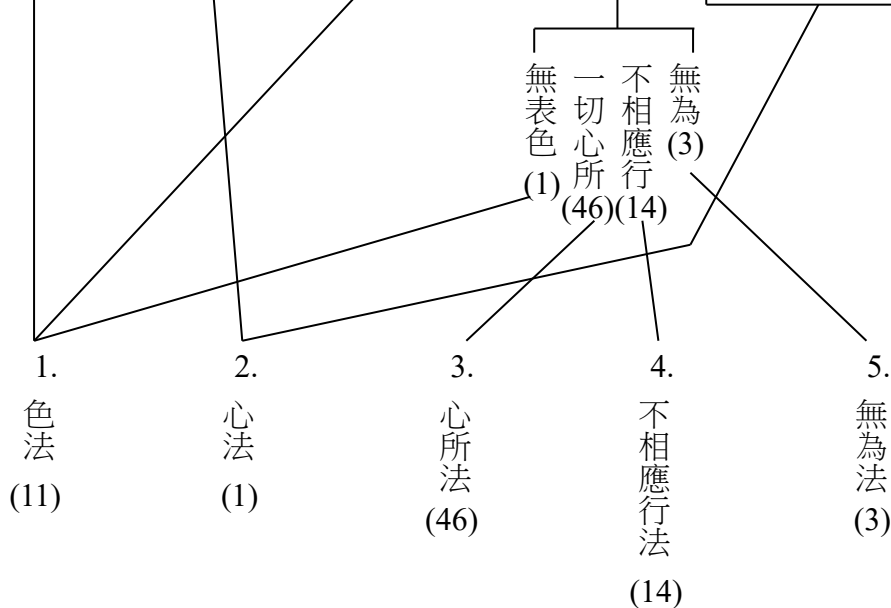 無表色
(1)
一切心所
(46)
不相應行
(14)
無為
(3)
1.
色法
(11)
2.
心法
(1)
3.
心所法
(46)
4.
不相應行法
(14)
5.
無為法
(3)